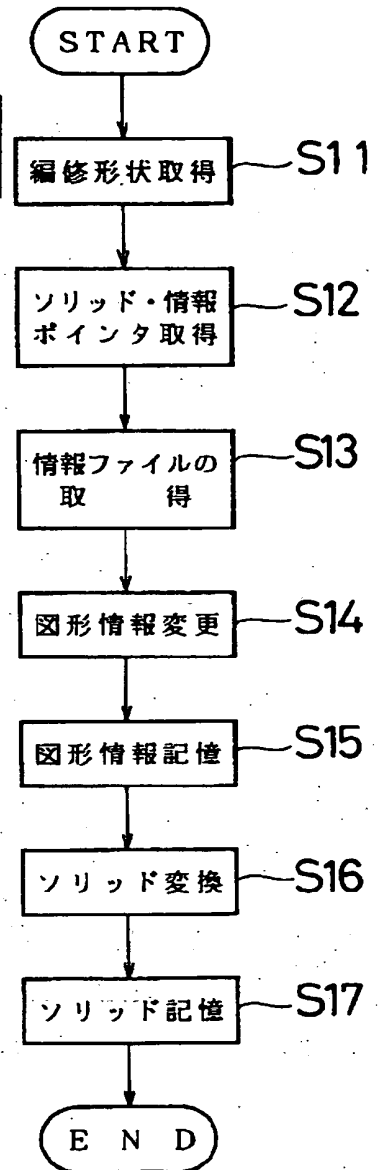 START
編修形状取得
S11
ソリッド・情報
ポインタ取得
S12
情報ファイルの
取 得
S13
図形情報変更
S14
図形情報記憶
S15
ソリッド変換
S16
ソリッド記憶
S17
END